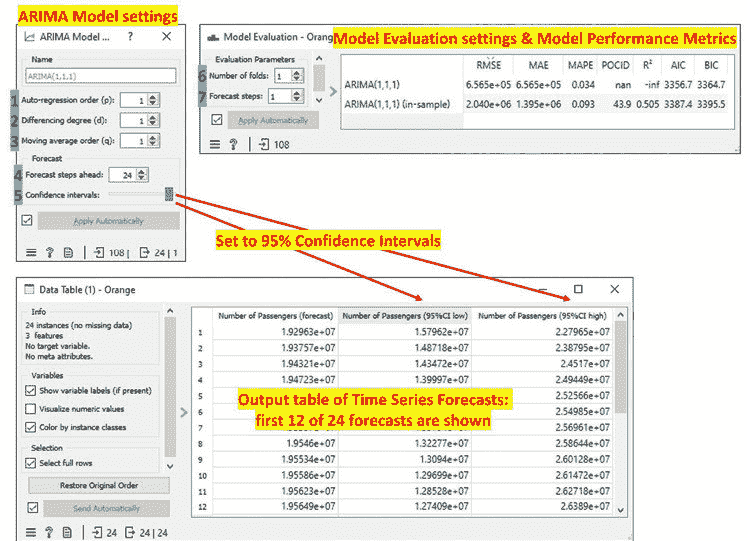 ARIMA Model settings
ARIMA Model ... ? ×
Name
ARIMA(1,1,1)
1 Auto-regression order (p): 1
2 Differencing degree (d): 1
3 Moving average order (q): 1
Forecast
4 Forecast steps ahead: 24
5 Confidence intervals:
Apply Automatically
108 | 24 | 1
Model Evaluation - Orange
Model Evaluation settings & Model Performance Metrics
Evaluation Parameters
6 Number of folds: 1
7 Forecast steps: 1
Apply Automatically
108
RMSE MAE MAPE POCID R² AIC BIC
ARIMA(1,1,1) 6.565e+05 6.565e+05 0.034 nan -inf 3356.7 3364.7
ARIMA(1,1,1) (in-sample) 2.040e+06 1.395e+06 0.093 43.9 0.505 3387.4 3395.5
Set to 95% Confidence Intervals
Data Table (1) - Orange
Info
24 instances (no missing data)
3 features
No target variable.
No meta attributes.
Variables
Show variable labels (if present)
Visualize numeric values
Color by instance classes
Selection
Select full rows
Restore Original Order
Send Automatically
24 24 | 24
Number of Passengers (forecast) Number of Passengers (95%CI low) Number of Passengers (95%CI high)
1 1.92963e+07 1.57962e+07 2.27965e+07
2 1.93757e+07 1.48718e+07 2.38795e+07
3 1.94321e+07 1.43472e+07 2.4517e+07
4 1.94723e+07 1.39997e+07 2.49449e+07
5 2.52566e+07
6 2.54985e+07
7 2.56961e+07
8 1.9546e+07 1.32277e+07 2.58644e+07
9 1.95534e+07 1.3094e+07 2.60128e+07
10 1.95586e+07 1.29699e+07 2.61472e+07
11 1.95623e+07 1.28528e+07 2.62718e+07
12 1.95649e+07 1.27409e+07 2.6389e+07
Output table of Time Series Forecasts:
first 12 of 24 forecasts are shown